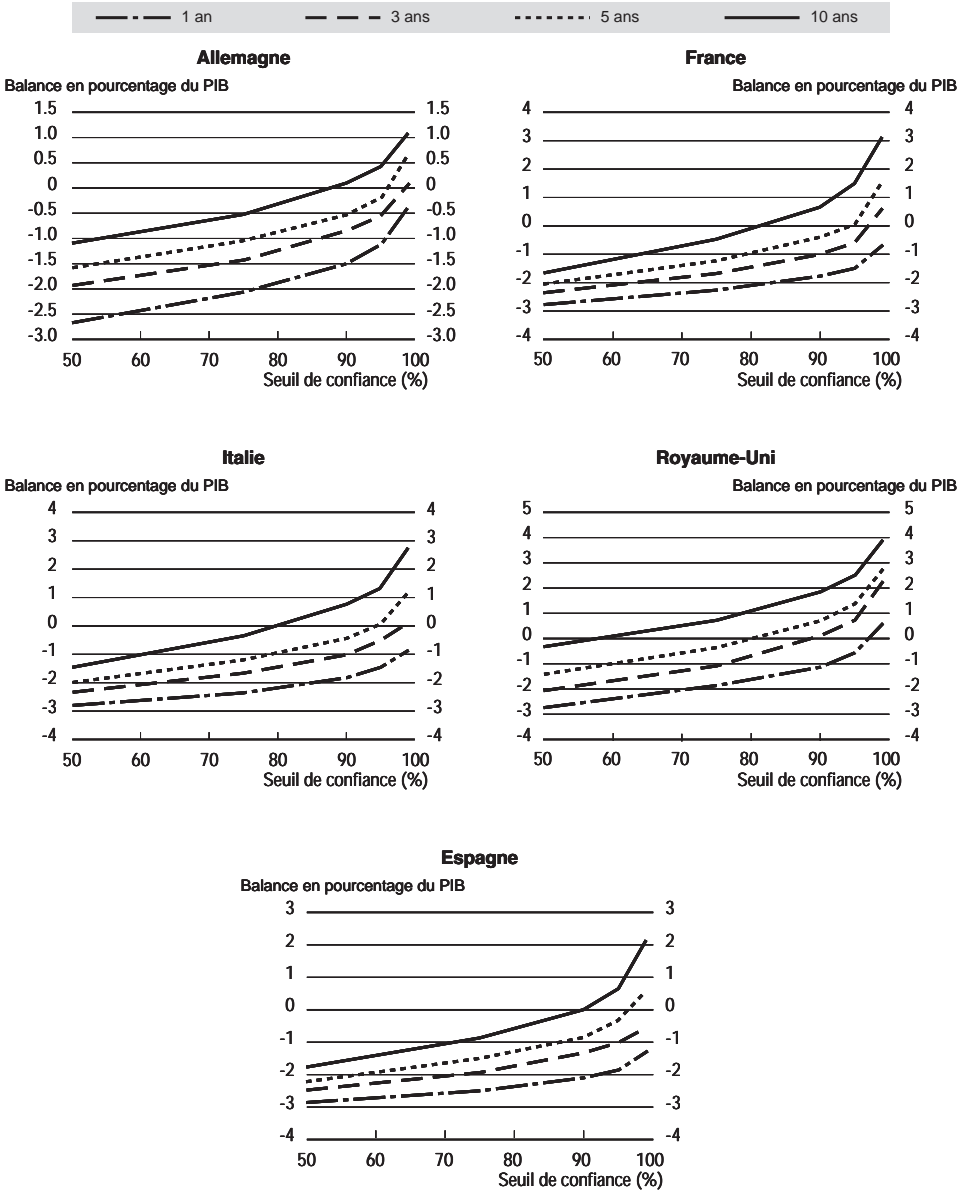 1 an 3 ans 5 ans 10 ans
Allemagne
Balance en pourcentage du PIB
1.5 1.5
1.0 1.0
0.5 0.5
0 0
-0.5 -0.5
-1.0 -1.0
-1.5 -1.5
-2.0 -2.0
-2.5 -2.5
-3.0 -3.0
50 60 70 80 90 100
Seuil de confiance (%)
France
Balance en pourcentage du PIB
4 4
3 3
2 2
1 1
0 0
-1 -1
-2 -2
-3 -3
-4 -4
50 60 70 80 90 100
Seuil de confiance (%)
Italie
Balance en pourcentage du PIB
4 4
3 3
2 2
1 1
0 0
-1 -1
-2 -2
-3 -3
-4 -4
50 60 70 80 90 100
Seuil de confiance (%)
Royaume-Uni
Balance en pourcentage du PIB
5 5
4 4
3 3
2 2
1 1
0 0
-1 -1
-2 -2
-3 -3
-4 -4
50 60 70 80 90 100
Seuil de confiance (%)
Espagne
Balance en pourcentage du PIB
3 3
2 2
1 1
0 0
-1 -1
-2 -2
-3 -3
-4 -4
50 60 70 80 90 100
Seuil de confiance (%)